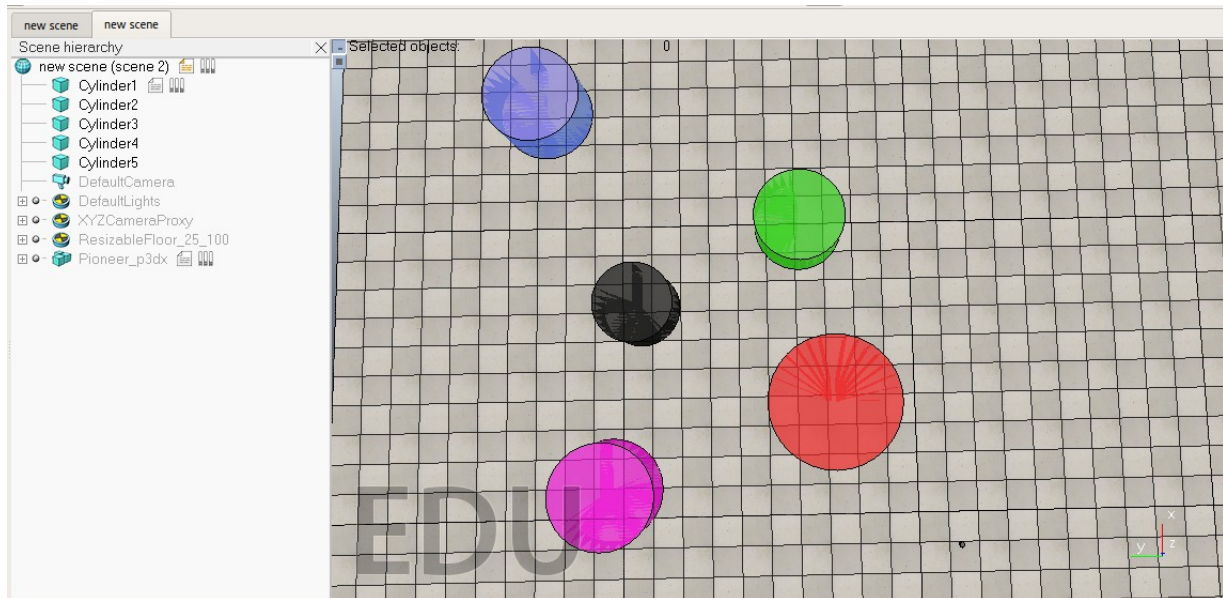 new scene new scene
Scene hierarchy
new scene (scene 2)
Cylinder1
Cylinder2
Cylinder3
Cylinder4
Cylinder5
DefaultCamera
DefaultLights
XYZCameraProxy
ResizableFloor_25_100
Pioneer_p3dx
Selected objects: 0
EDU
x
y z